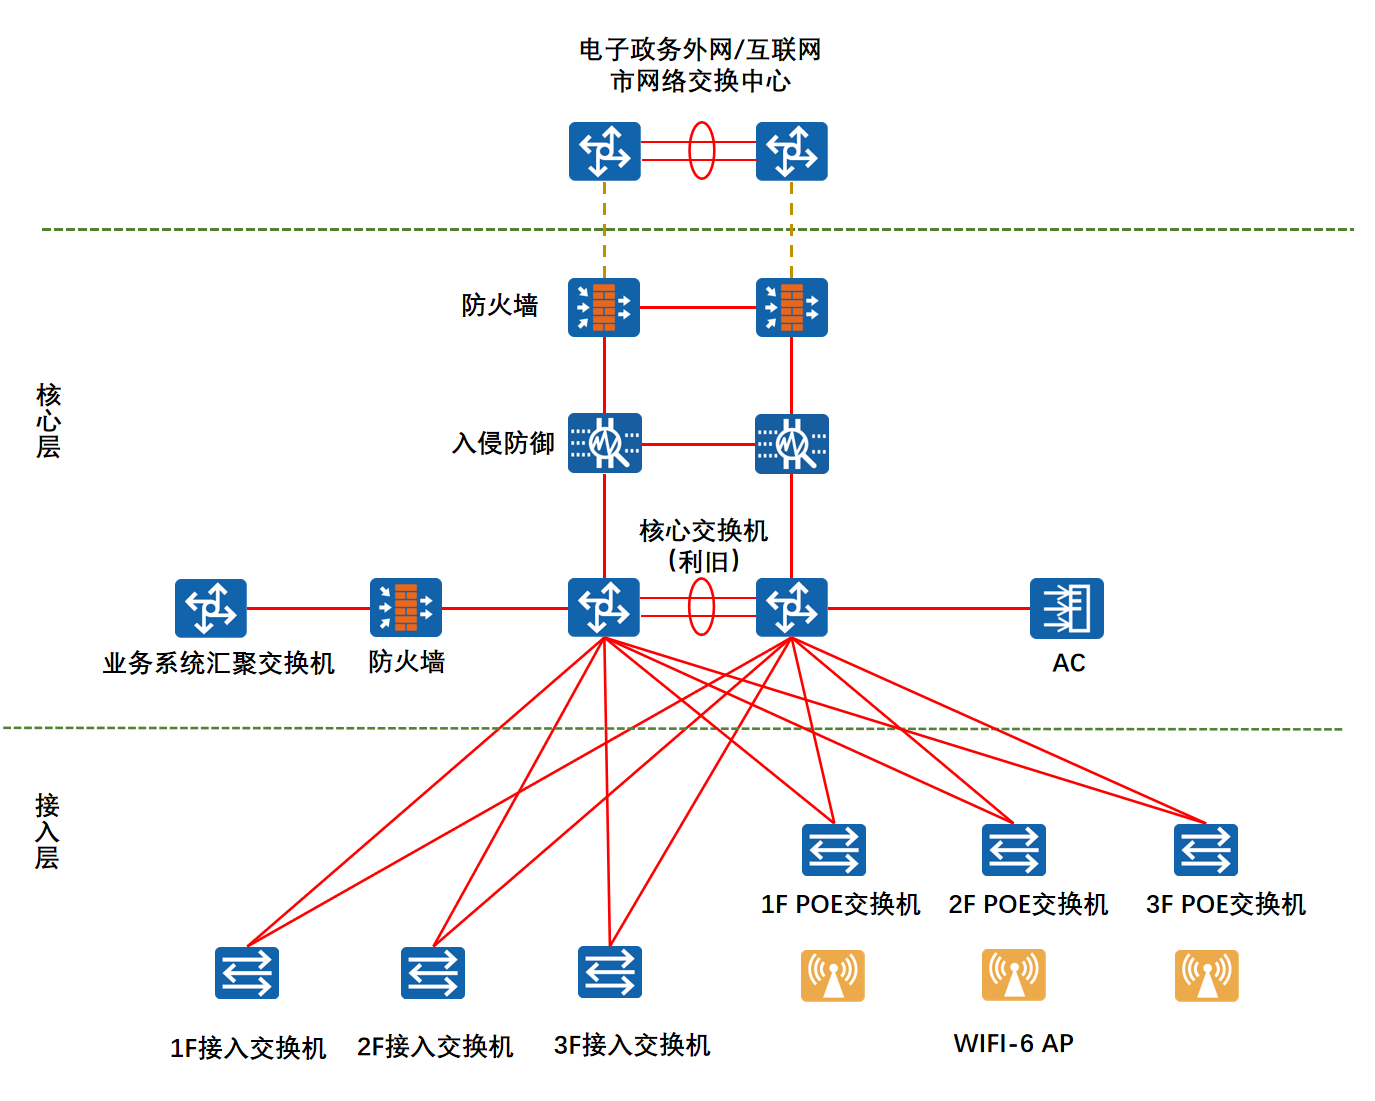 电子政务外网/互联网
市网络交换中心
防火墙
核心层
入侵防御
核心交换机
(利旧)
业务系统汇聚交换机
防火墙
AC
接入层
1F POE交换机
2F POE交换机
3F POE交换机
1F接入交换机
2F接入交换机
3F接入交换机
WIFI-6 AP